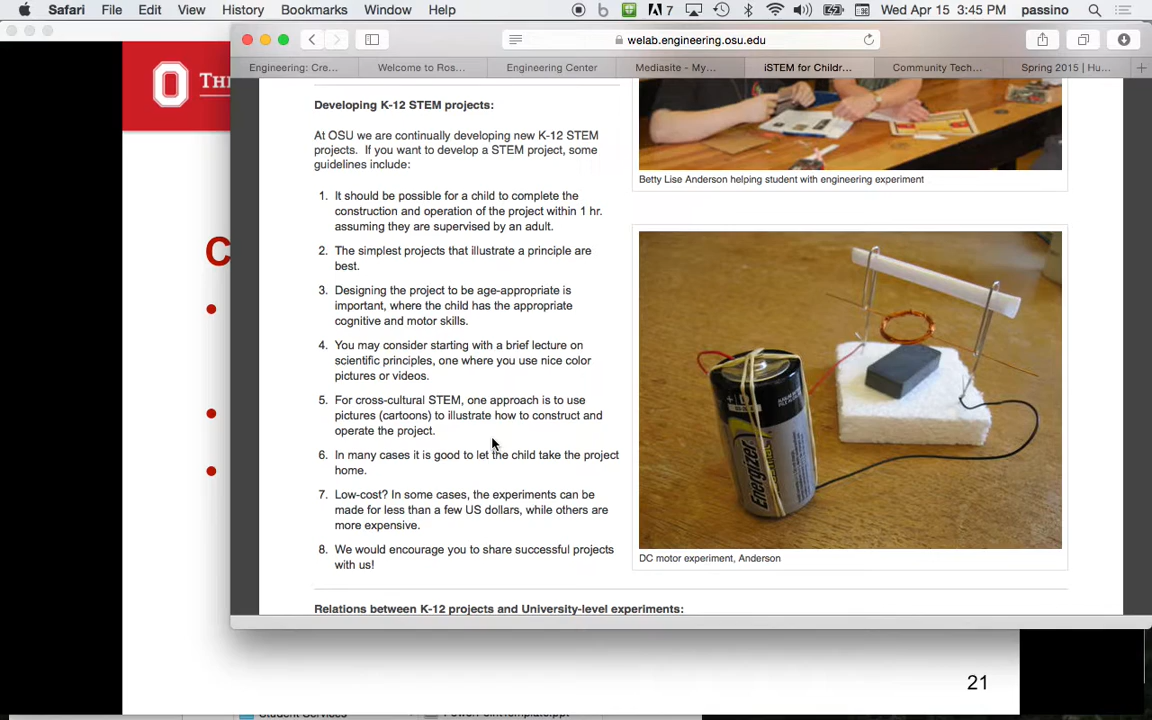 Safari File Edit View History Bookmarks Window Help 7 Wed Apr 15 3:45 PM passino
welab.engineering.osu.edu
Engineering: Cre... Welcome to Ros... Engineering Center Mediasite - My... iSTEM for Childr... Community Tech... Spring 2015 | Hu...
THE
C
Developing K-12 STEM projects:
At OSU we are continually developing new K-12 STEM
projects. If you want to develop a STEM project, some
guidelines include:
1. It should be possible for a child to complete the
construction and operation of the project within 1 hr.
assuming they are supervised by an adult.
2. The simplest projects that illustrate a principle are
best.
3. Designing the project to be age-appropriate is
important, where the child has the appropriate
cognitive and motor skills.
4. You may consider starting with a brief lecture on
scientific principles, one where you use nice color
pictures or videos.
5. For cross-cultural STEM, one approach is to use
pictures (cartoons) to illustrate how to construct and
operate the project.
6. In many cases it is good to let the child take the project
home.
7. Low-cost? In some cases, the experiments can be
made for less than a few US dollars, while others are
more expensive.
8. We would encourage you to share successful projects
with us!
Betty Lise Anderson helping student with engineering experiment
Energizer
DC motor experiment, Anderson
Relations between K-12 projects and University-level experiments:
21
Student Services PowerPointTemplate.ppt